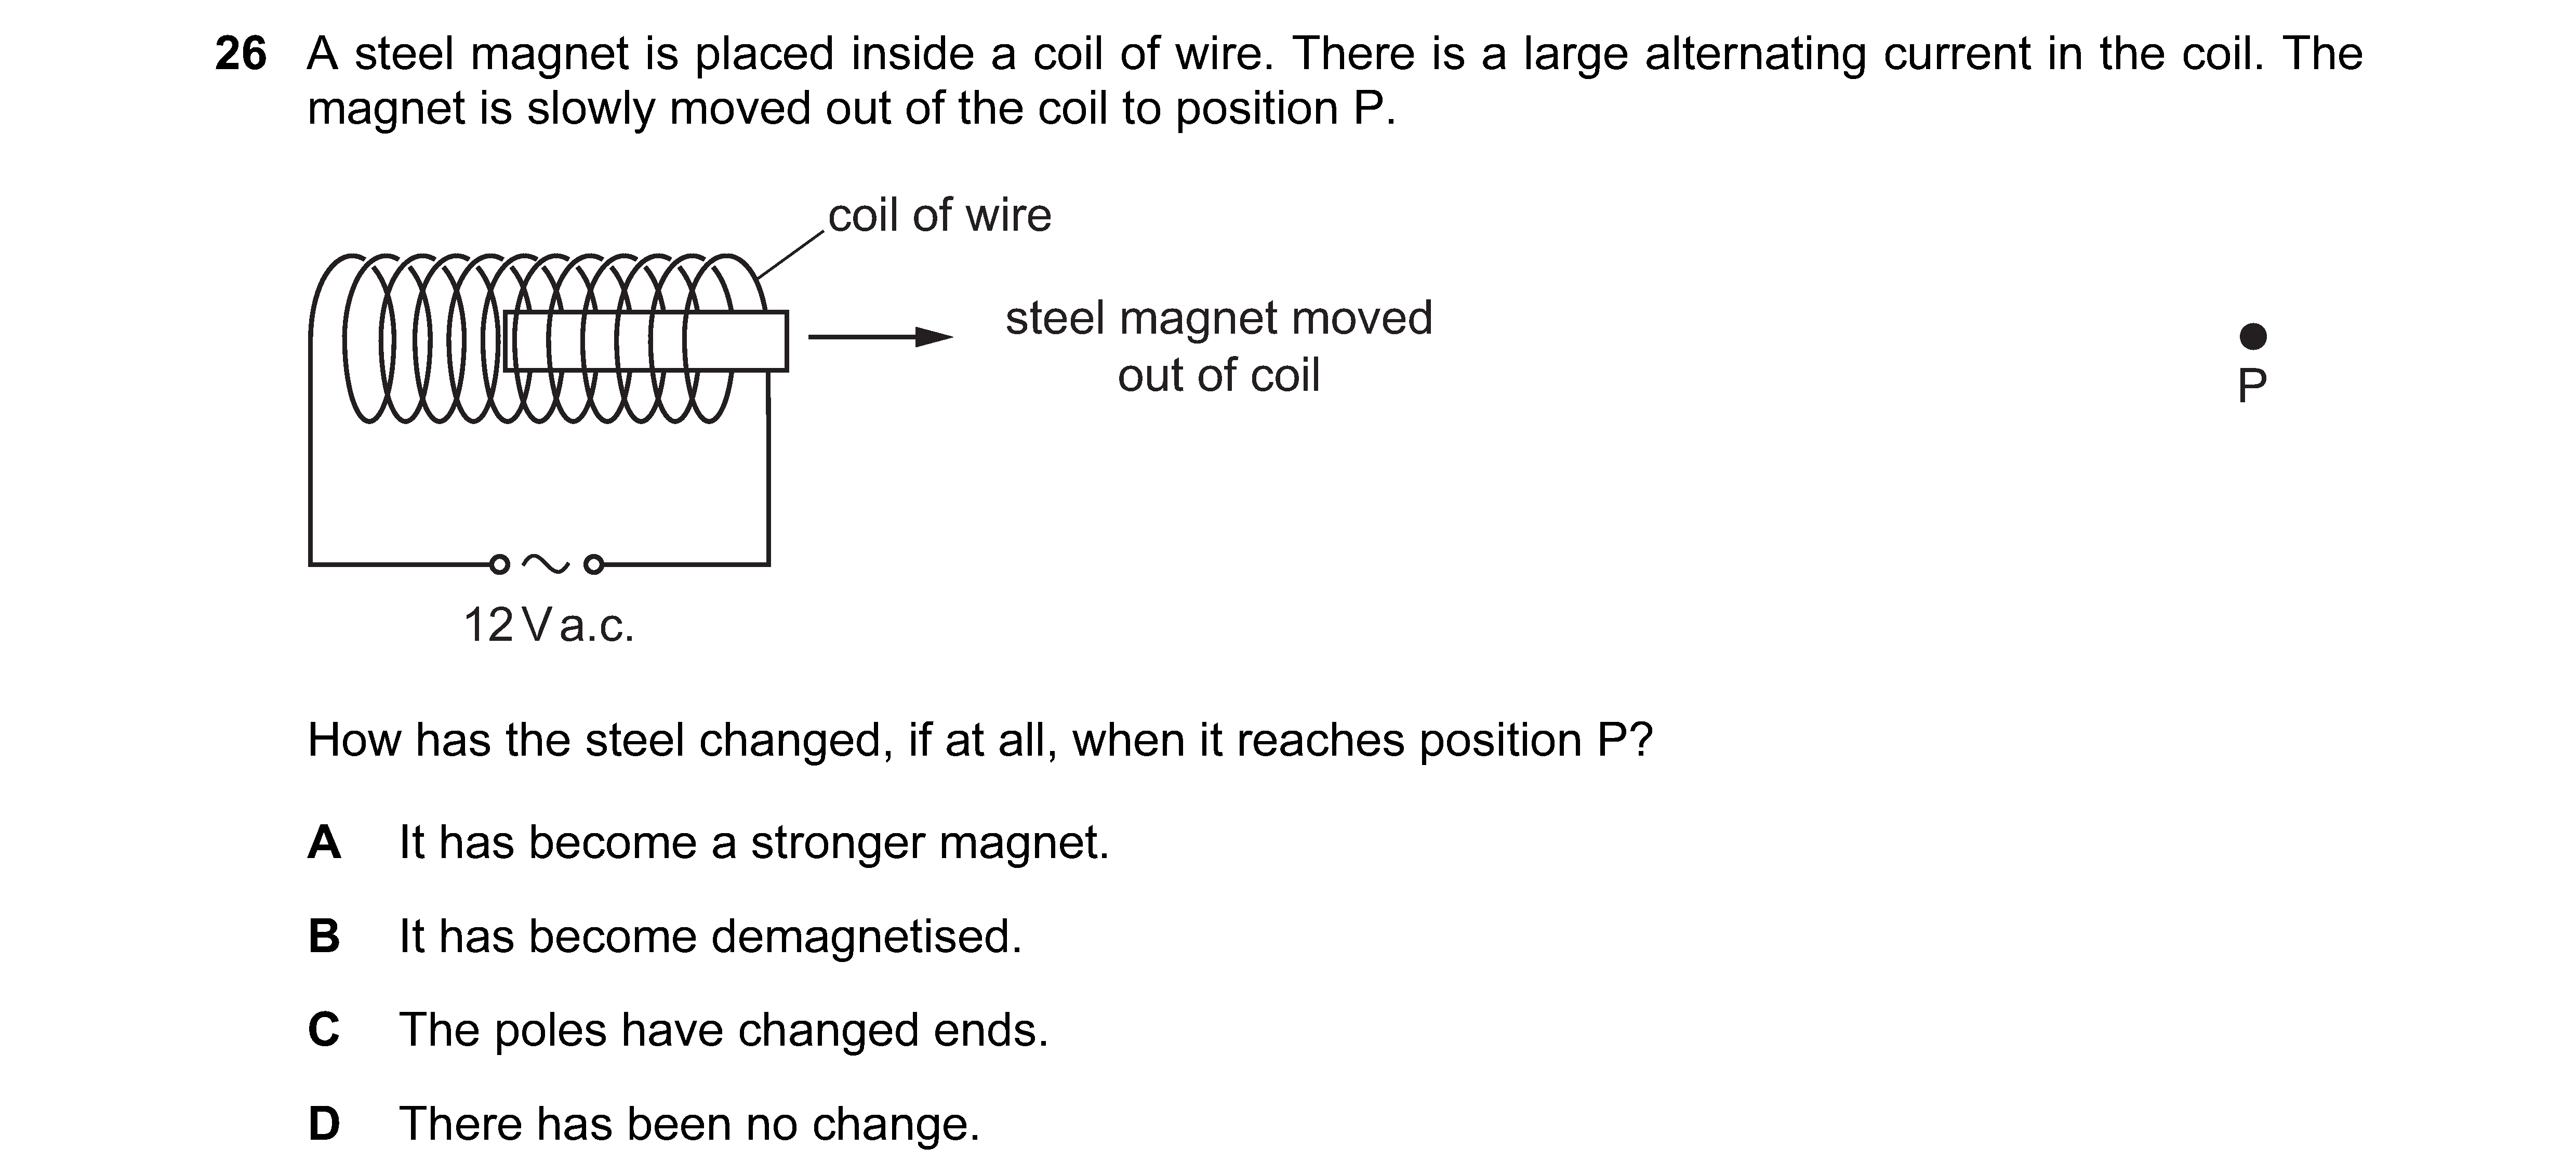 26 A steel magnet is placed inside a coil of wire. There is a large alternating current in the coil. The
magnet is slowly moved out of the coil to position P.
coil of wire
steel magnet moved
out of coil
P
12 V a.c.
How has the steel changed, if at all, when it reaches position P?
A It has become a stronger magnet.
B It has become demagnetised.
C The poles have changed ends.
D There has been no change.